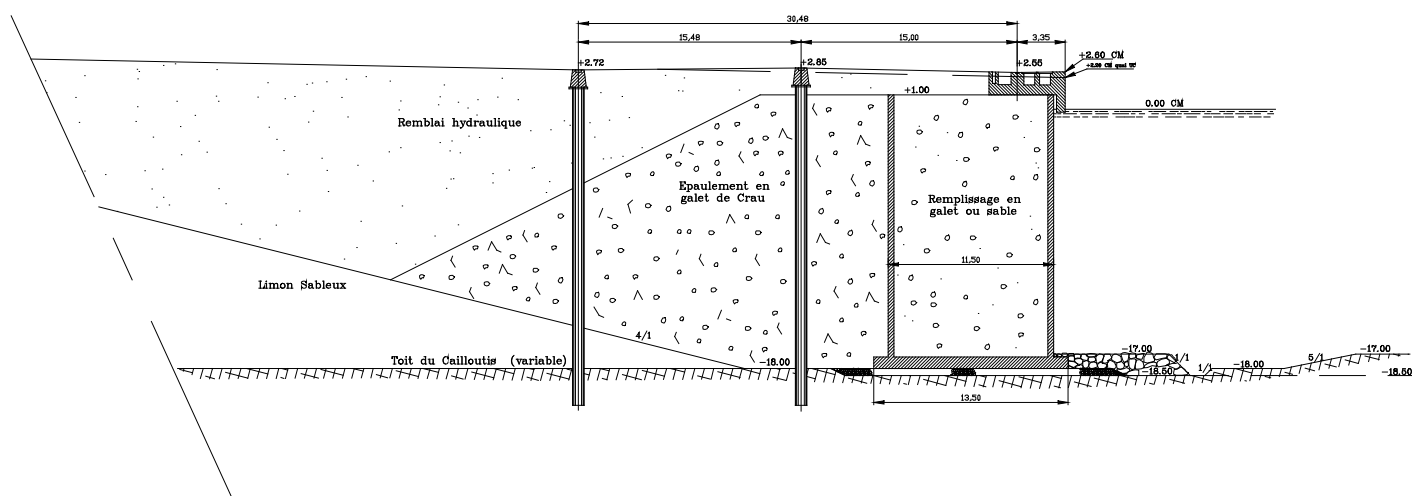 30,48
15,48
15,00
3,35
+2.60 CM
+2.72
+2.85
+2.55
+1.00
0.00 CM
Remblai hydraulique
Epaulement en
galet de Crau
Remplissage en
galet ou sable
11,50
Limon Sableux
4/1
Toit du Cailloutis (variable)
-18.00
-17.00
1/1
-18.50
1/1
-18.00
5/1
-17.00
-18.50
13,50